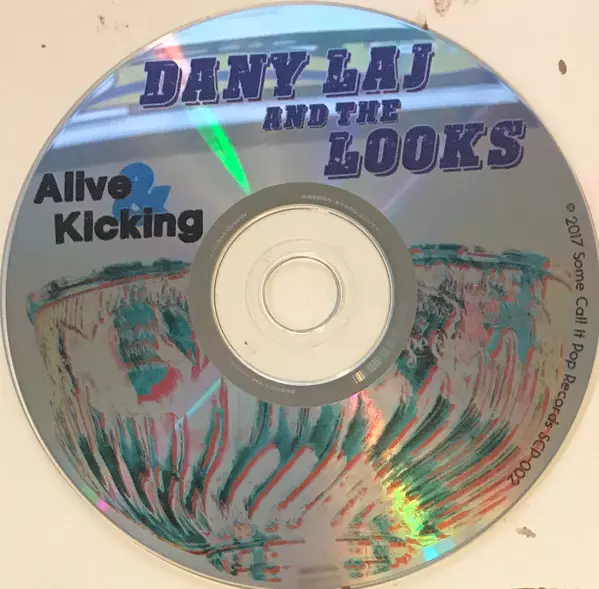 DANY LAJ
AND THE
LOOKS
Alive &
Kicking
© 2017 Some Call It Pop Records SCP-002